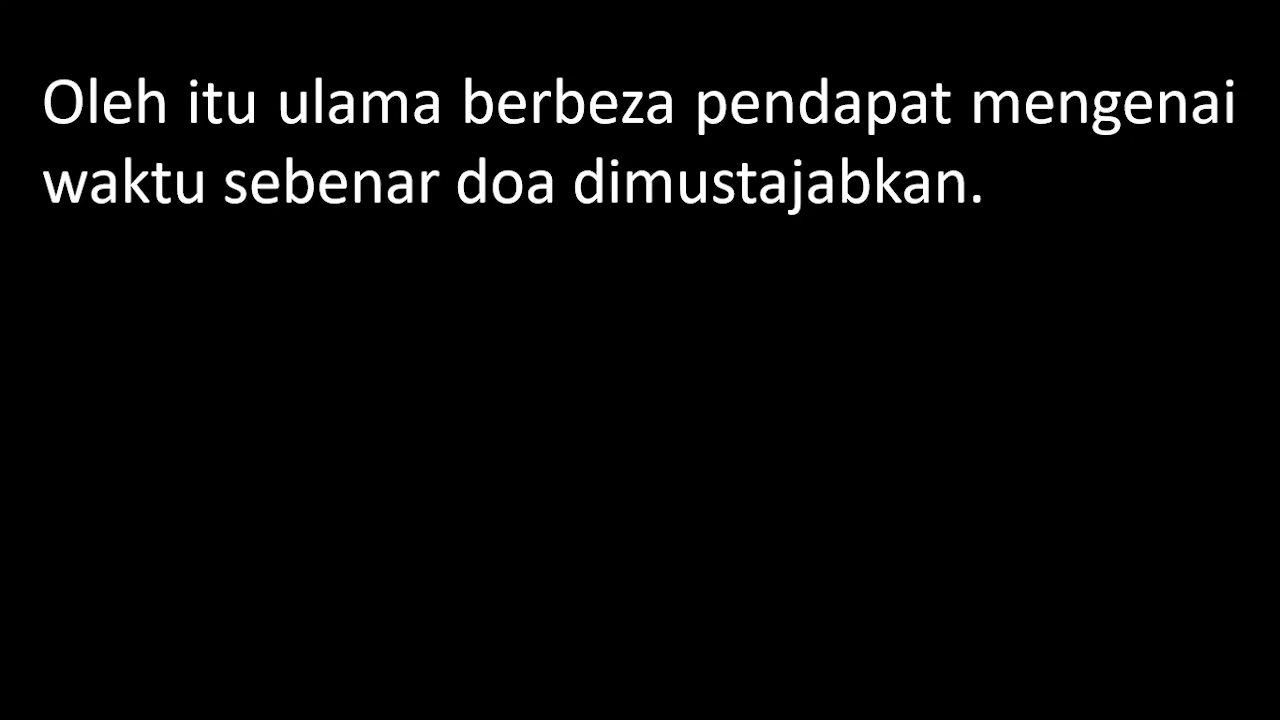 Oleh itu ulama berbeza pendapat mengenai
waktu sebenar doa dimustajabkan.